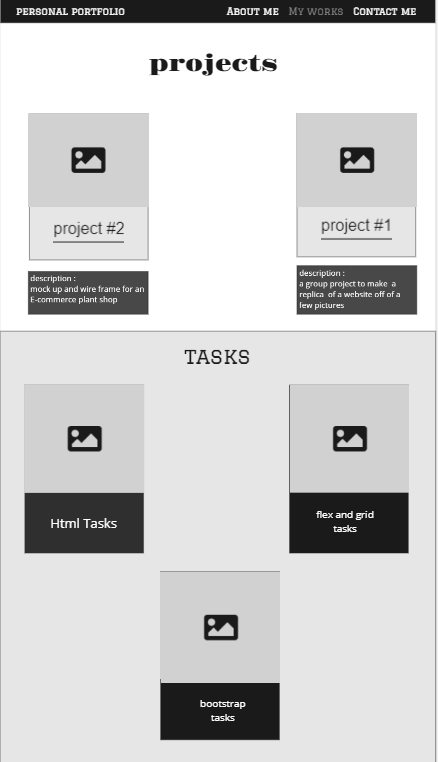 PERSONAL PORTFOLIO About me My works Contact me
projects
project #2
project #1
description :
mock up and wire frame for an
E-commerce plant shop
description :
a group project to make a
replica of a website off of a
few pictures
TASKS
Html Tasks
flex and grid
tasks
bootstrap
tasks